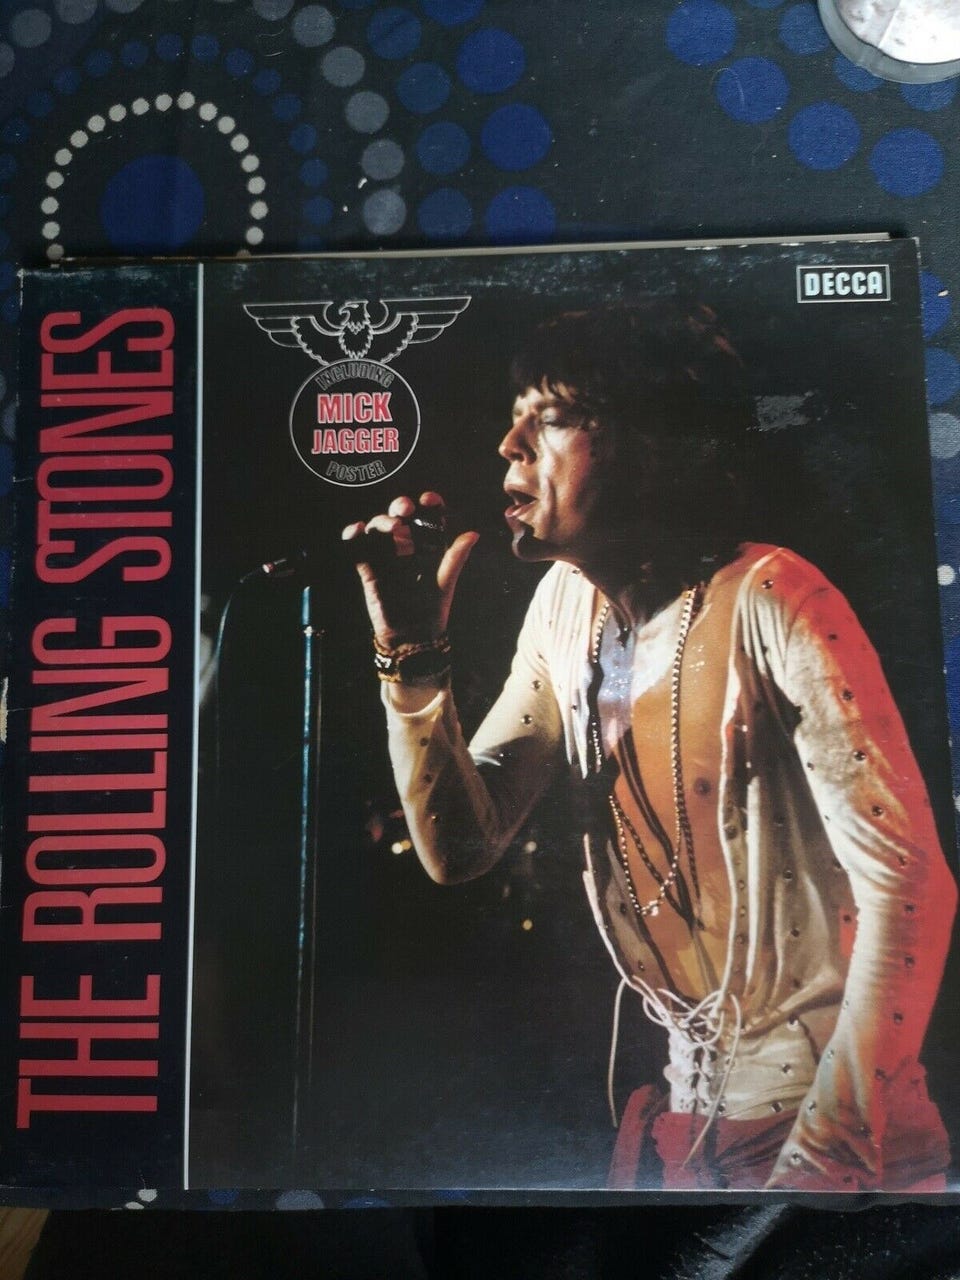 THE ROLLING STONES
INCLUDING
MICK
JAGGER
POSTER
DECCA